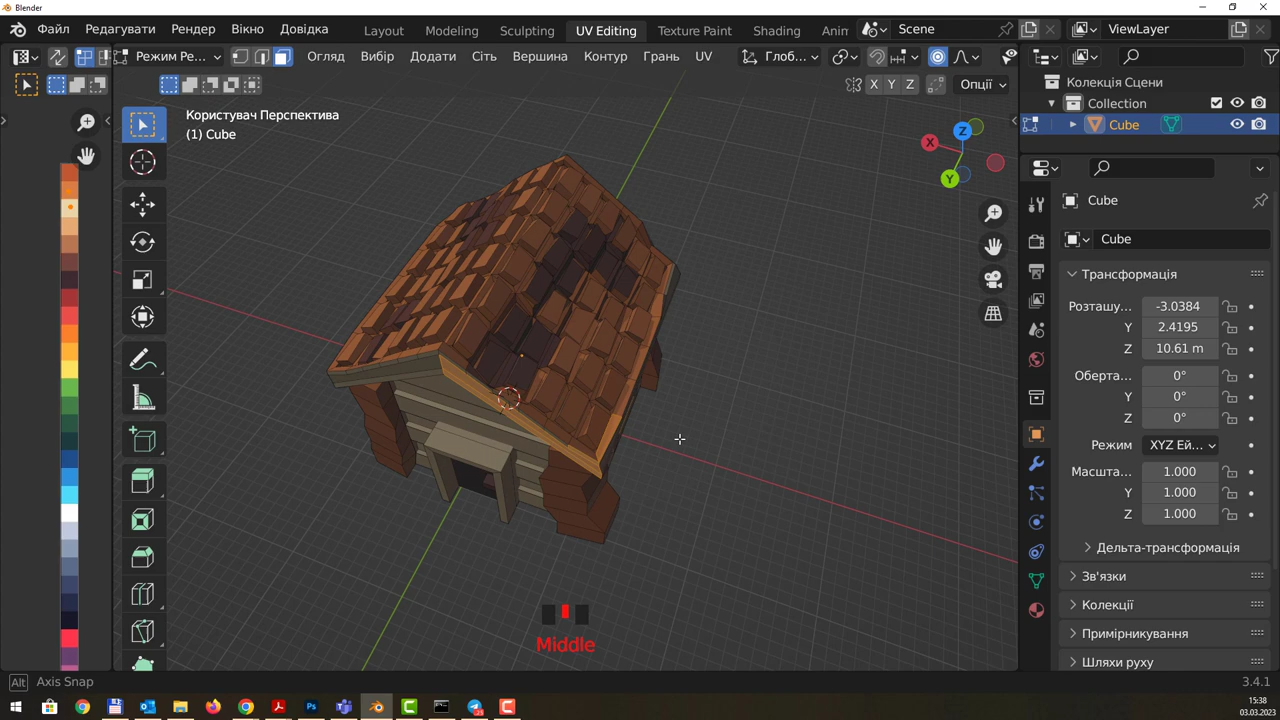 Blender
Файл Редагувати Рендер Вікно Довідка Layout Modeling Sculpting UV Editing Texture Paint Shading Anin Scene ViewLayer
Режим Ре... Огляд Вибір Додати Сіть Вершина Контур Грань UV Глоб...
X Y Z Опції
Користувач Перспектива
(1) Cube
X Y Z
Колекція Сцени
Collection
Cube
Cube
Cube
Трансформація
Розташу... -3.0384
Y 2.4195
Z 10.61 m
Оберта... 0°
Y 0°
Z 0°
Режим XYZ Ей...
Масшта... 1.000
Y 1.000
Z 1.000
Дельта-трансформація
Зв'язки
Колекції
Примірникування
Шляхи руху
Middle
Alt Axis Snap 3.4.1
15:38
03.03.2023